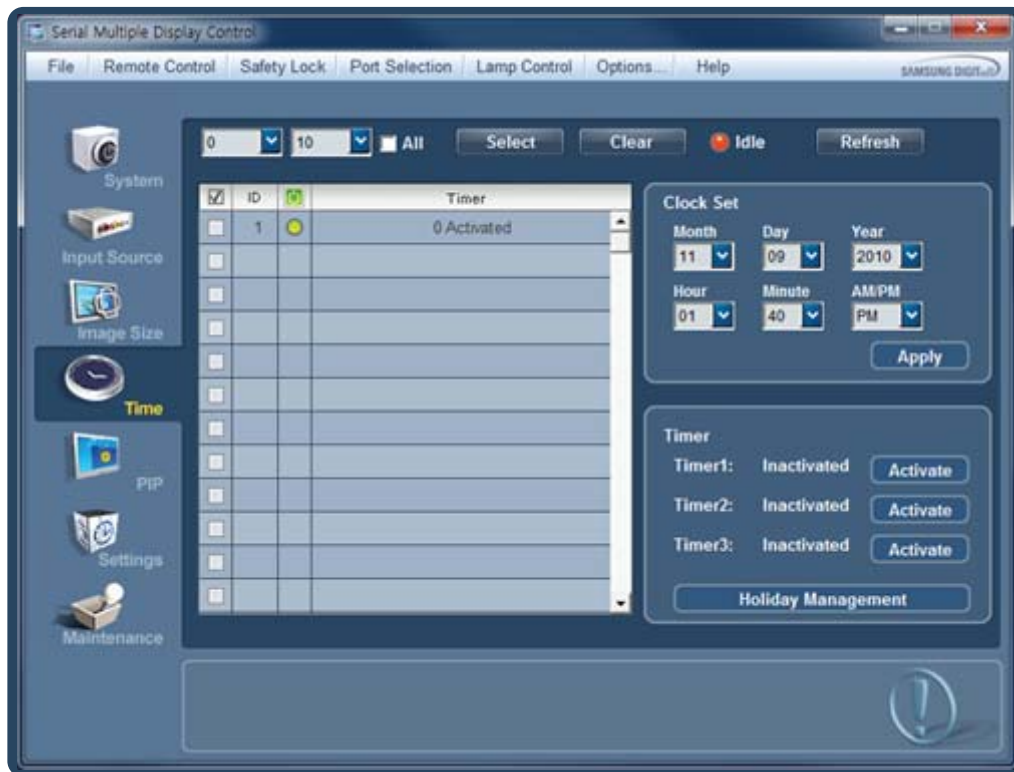 Serial Multiple Display Control
File Remote Control Safety Lock Port Selection Lamp Control Options... Help SAMSUNG DIGIT...
0 10 All Select Clear Idle Refresh
System
Input Source
Image Size
Time
PIP
Settings
Maintenance
ID Timer
1 0 Activated
Clock Set
Month Day Year
11 09 2010
Hour Minute AM/PM
01 40 PM
Apply
Timer
Timer1: Inactivated Activate
Timer2: Inactivated Activate
Timer3: Inactivated Activate
Holiday Management